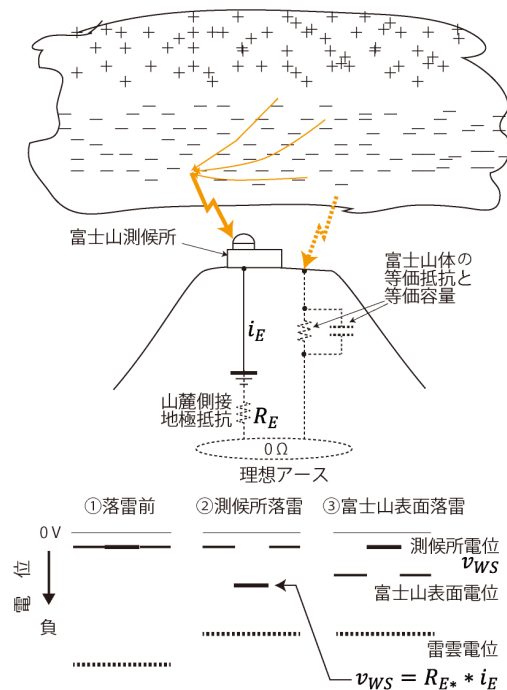 富士山測候所
富士山体の
等価抵抗と
等価容量
i_E
山麓側接
地極抵抗
R_E
0 Ω
理想アース
①落雷前
②測候所落雷
③富士山表面落雷
0 V
測候所電位
v_WS
電位
富士山表面電位
負
雷雲電位
v_WS = R_E* * i_E